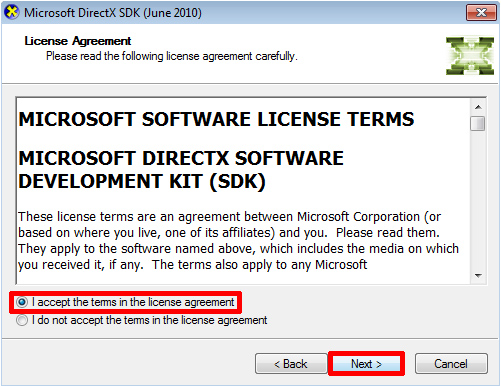 Microsoft DirectX SDK (June 2010)
License Agreement
Please read the following license agreement carefully.
MICROSOFT SOFTWARE LICENSE TERMS
MICROSOFT DIRECTX SOFTWARE
DEVELOPMENT KIT (SDK)
These license terms are an agreement between Microsoft Corporation (or
based on where you live, one of its affiliates) and you.  Please read them.
They apply to the software named above, which includes the media on which
you received it, if any.  The terms also apply to any Microsoft
I accept the terms in the license agreement
I do not accept the terms in the license agreement
< Back Next > Cancel